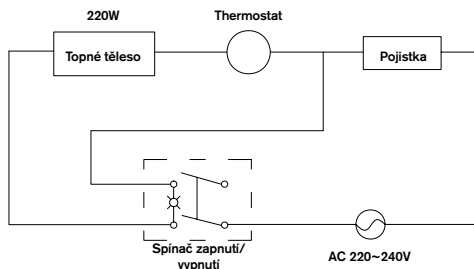 220W
Thermostat
Topné těleso
Pojistka
Spínač zapnutí/
vypnutí
AC 220~240V